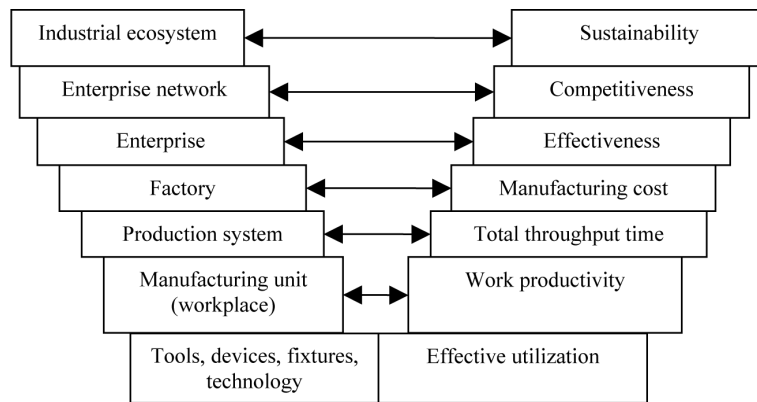 Industrial ecosystem
Sustainability
Enterprise network
Competitiveness
Enterprise
Effectiveness
Factory
Manufacturing cost
Production system
Total throughput time
Manufacturing unit
(workplace)
Work productivity
Tools, devices, fixtures,
technology
Effective utilization